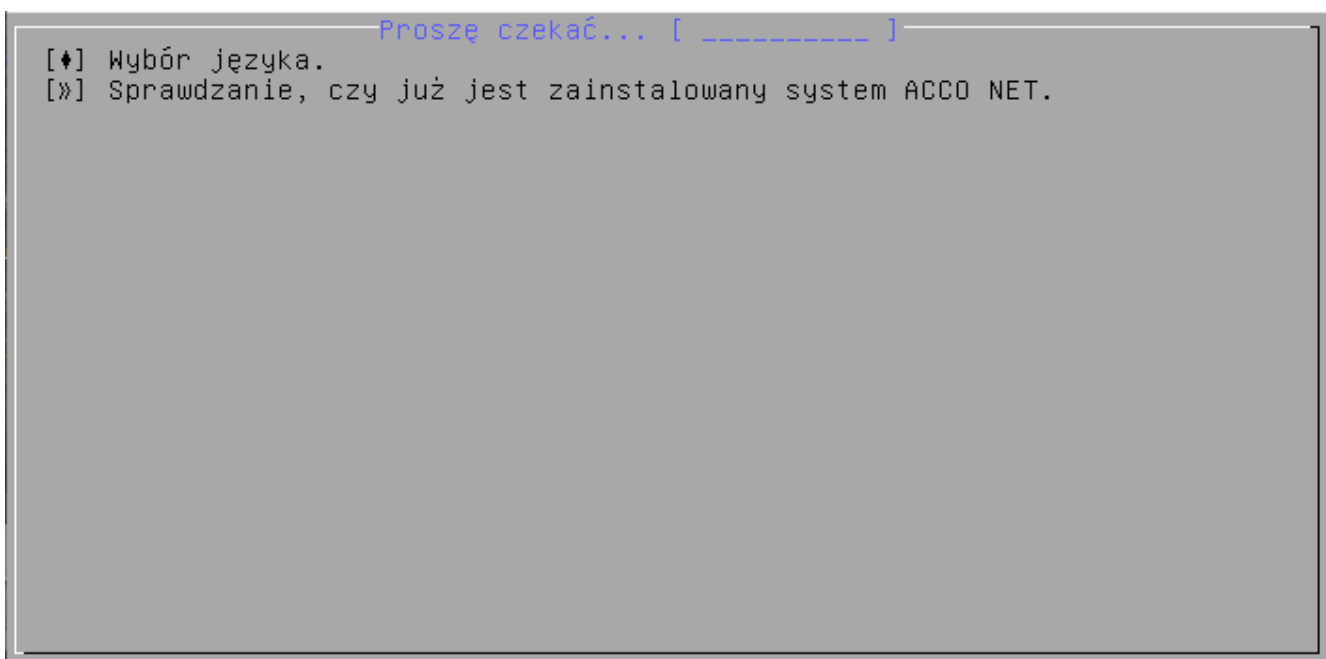 Proszę czekać... [ __________ ]
[♦] Wybór języka.
[»] Sprawdzanie, czy już jest zainstalowany system ACCO NET.